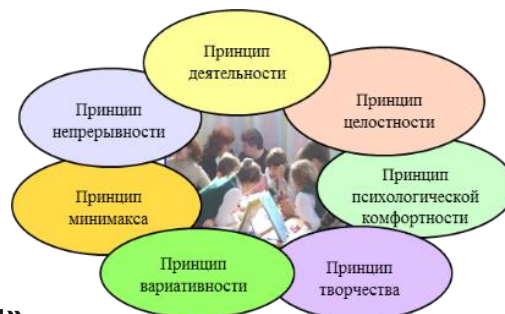 Принцип
деятельности
Принцип
непрерывности
Принцип
целостности
Принцип
минимакса
Принцип
психологической
комфортности
Принцип
вариативности
Принцип
творчества